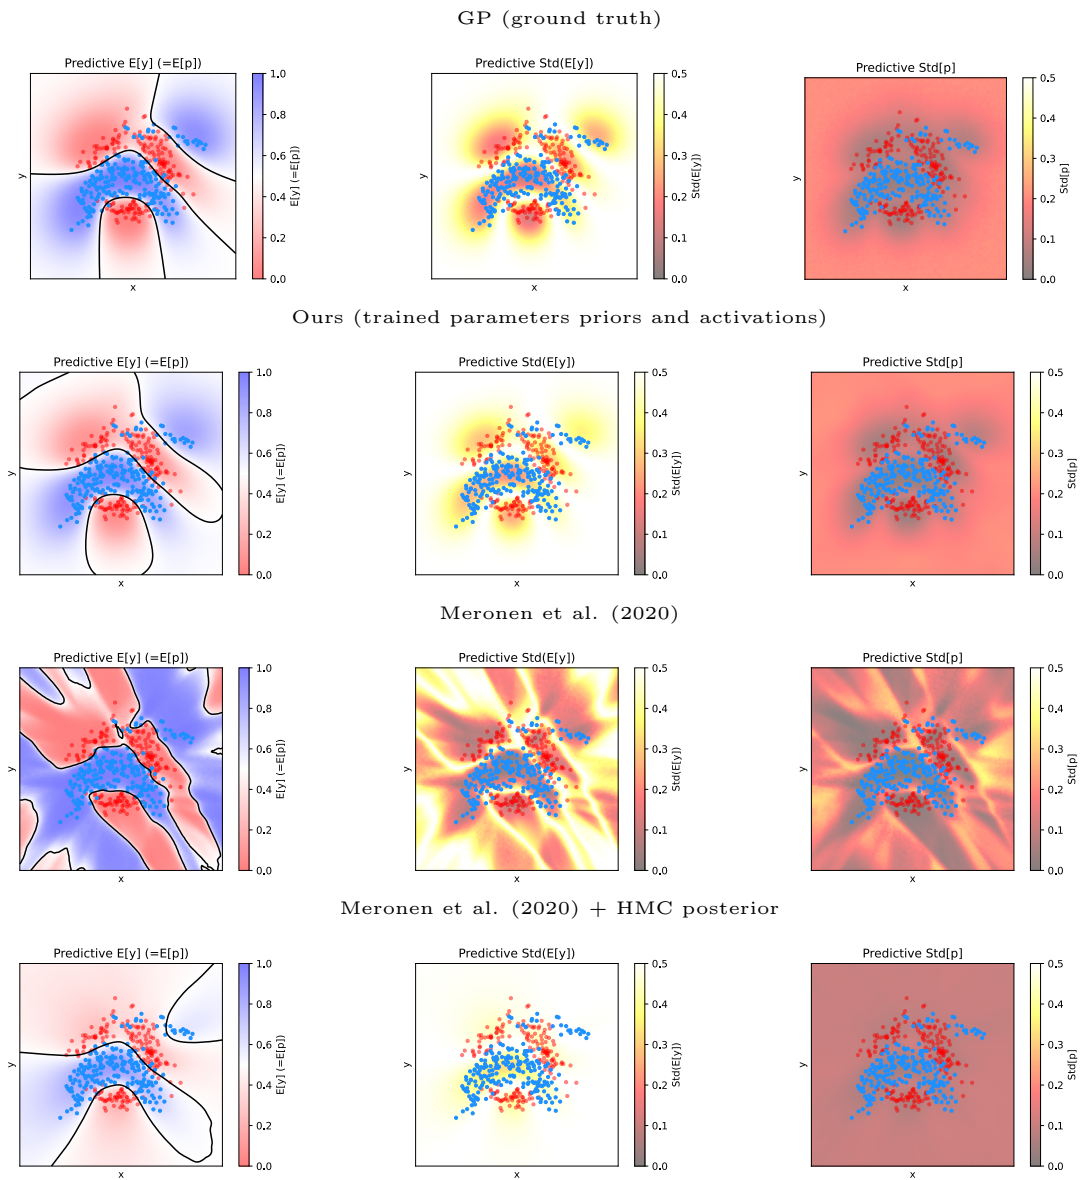 GP (ground truth)
Predictive E[y] (=E[p])
Predictive Std(E[y])
Predictive Std[p]
y
x
1.0
0.8
0.6
0.4
0.2
0.0
E[y] (=E[p])
y
x
0.5
0.4
0.3
0.2
0.1
0.0
Std(E[y])
y
x
0.5
0.4
0.3
0.2
0.1
0.0
Std[p]
Ours (trained parameters priors and activations)
Predictive E[y] (=E[p])
Predictive Std(E[y])
Predictive Std[p]
y
x
1.0
0.8
0.6
0.4
0.2
0.0
E[y] (=E[p])
y
x
0.5
0.4
0.3
0.2
0.1
0.0
Std(E[y])
y
x
0.5
0.4
0.3
0.2
0.1
0.0
Std[p]
Meronen et al. (2020)
Predictive E[y] (=E[p])
Predictive Std(E[y])
Predictive Std[p]
y
x
1.0
0.8
0.6
0.4
0.2
0.0
E[y] (=E[p])
y
x
0.5
0.4
0.3
0.2
0.1
0.0
Std(E[y])
y
x
0.5
0.4
0.3
0.2
0.1
0.0
Std[p]
Meronen et al. (2020) + HMC posterior
Predictive E[y] (=E[p])
Predictive Std(E[y])
Predictive Std[p]
y
x
1.0
0.8
0.6
0.4
0.2
0.0
E[y] (=E[p])
y
x
0.5
0.4
0.3
0.2
0.1
0.0
Std(E[y])
y
x
0.5
0.4
0.3
0.2
0.1
0.0
Std[p]